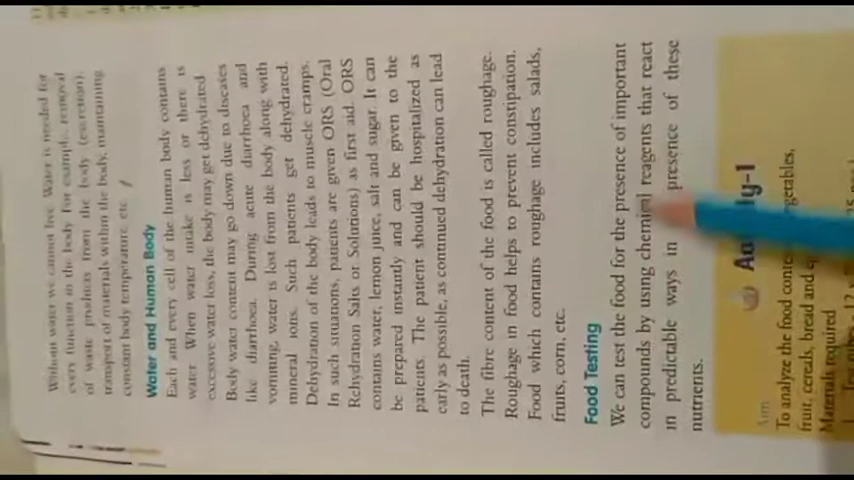 Without water we cannot live. Water is needed for
every function in the body. For example, removal
of waste products from the body (excretion),
transport of materials within the body, maintaining
constant body temperature, etc.
Water and Human Body
Each and every cell of the human body contains
water. When water intake is less or there is
excessive water loss, the body may get dehydrated.
Body water content may go down due to diseases
like diarrhoea. During acute diarrhoea and
vomiting, water is lost from the body along with
mineral ions. Such patients get dehydrated.
Dehydration of the body leads to muscle cramps.
In such situations, patients are given ORS (Oral
Rehydration Salts or Solutions) as first aid. ORS
contains water, lemon juice, salt and sugar. It can
be prepared instantly and can be given to the
patients. The patient should be hospitalized as
early as possible, as continued dehydration can lead
to death.
The fibre content of the food is called roughage.
Roughage in food helps to prevent constipation.
Food which contains roughage includes salads,
fruits, corn, etc.
Food Testing
We can test the food for the presence of important
compounds by using chemical reagents that react
in predictable ways in presence of these
nutrients.
Aim
To analyze the food
fruit, cereals, bread and
Materials required